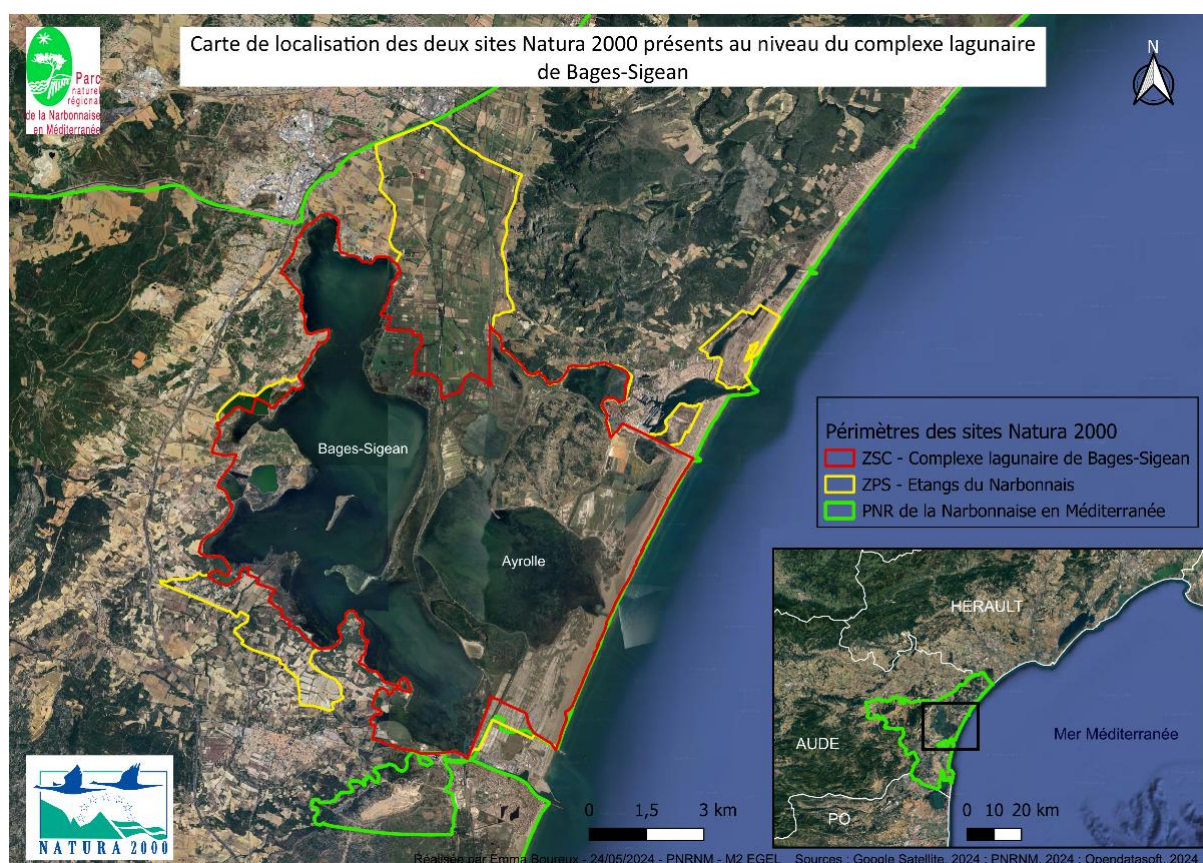 Carte de localisation des deux sites Natura 2000 présents au niveau du complexe lagunaire
de Bages-Sigean
Parc
naturel
régional
de la Narbonnaise
en Méditerranée
N
Bages-Sigean
Ayrolle
Périmètres des sites Natura 2000
ZSC - Complexe lagunaire de Bages-Sigean
ZPS - Etangs du Narbonnais
PNR de la Narbonnaise en Méditerranée
HERAULT
AUDE
Mer Méditerranée
PO
0 10 20 km
0 1,5 3 km
NATURA 2000
Réalisée par Emma Boureux - 24/05/2024 - PNRNM - M2 EGEL Sources : Google Satellite, 2024 ; PNRNM, 2024 ; Opendatasoft, 2024